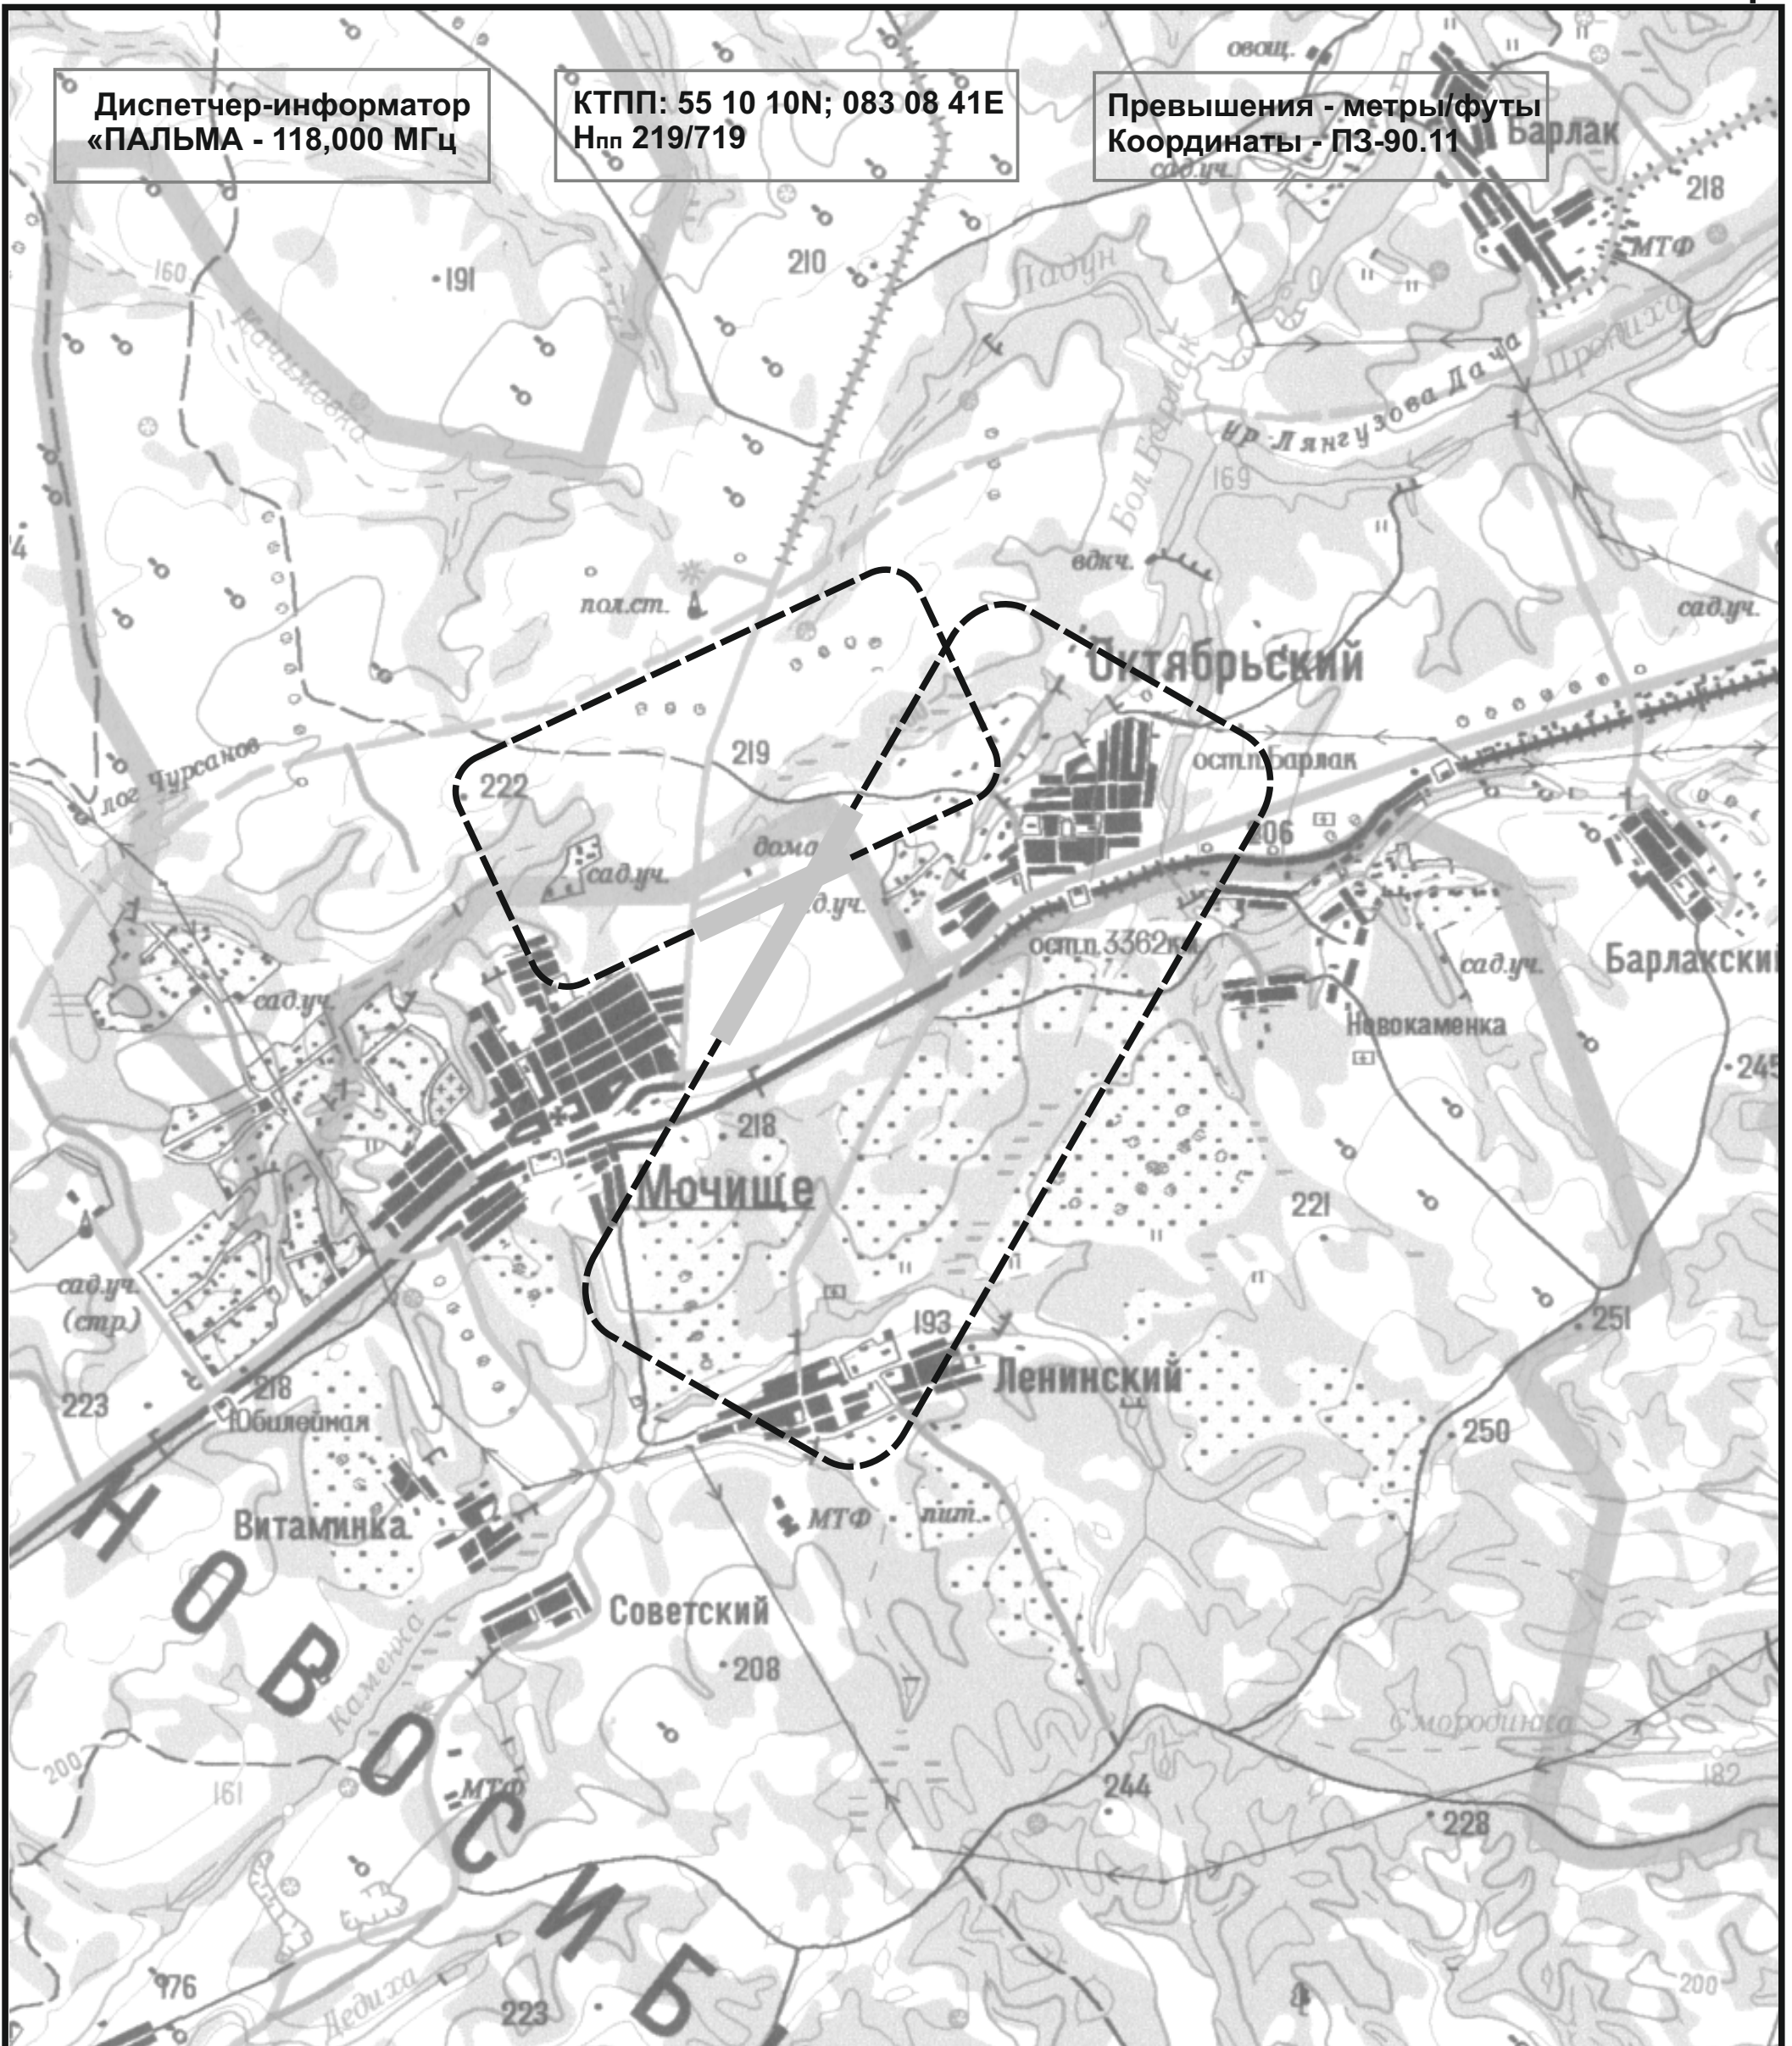 Диспетчер-информатор
«ПАЛЬМА - 118,000 МГц
КТПП: 55 10 10N; 083 08 41E
Нпп 219/719
Превышения - метры/футы
Координаты - ПЗ-90.11
овощ.
Барлак
сад.уч.
218
МТФ
210
191
160
Падун
ур. Лянгузова Дача
169
Бол.Барлак
вдкч.
пол.ст.
сад.уч.
Октябрьский
219
222
лог Чурсанов
ост.п.Барлак
дома
сад.уч.
206
ост.п.3362км
сад.уч.
Барлакский
сад.уч.
Новокаменка
245
218
Мочище
221
сад.уч.
(стр.)
193
251
Ленинский
223
218
Юбилейная
250
Витаминка
МТФ
пит.
Советский
208
Каменка
Смородинка
200
161
МТФ
244
182
228
976
Дедиха
223
200
НОВОСИБ